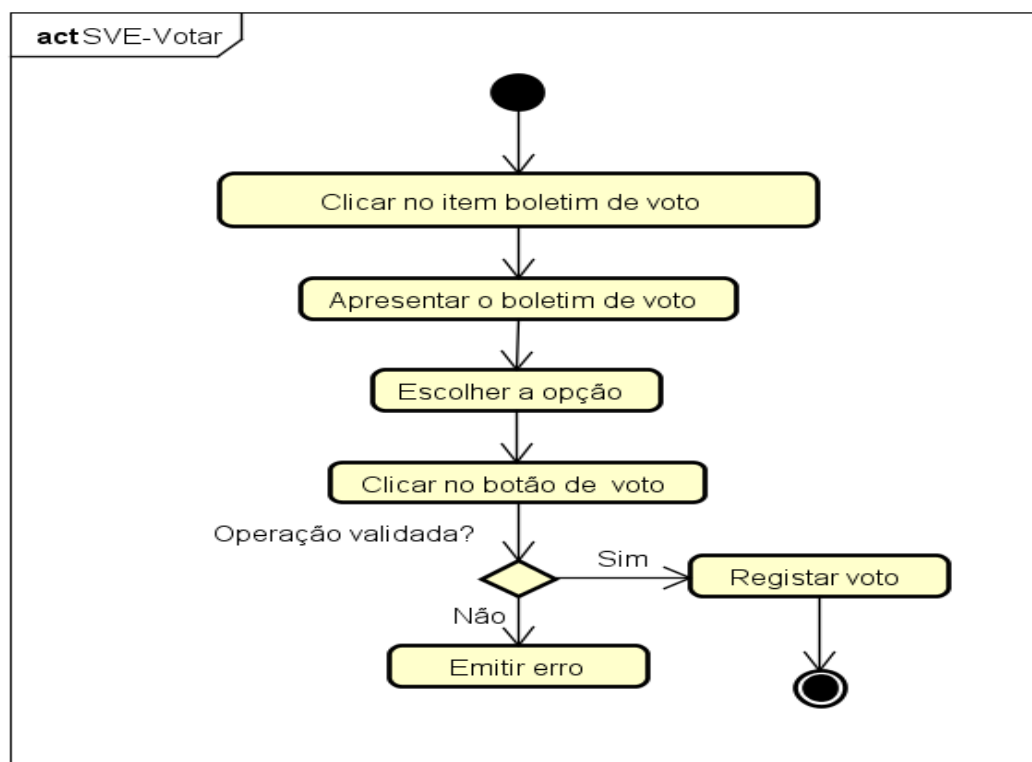 act SVE-Votar
Clicar no item boletim de voto
Apresentar o boletim de voto
Escolher a opção
Clicar no botão de voto
Operação validada?
Sim
Registar voto
Não
Emitir erro